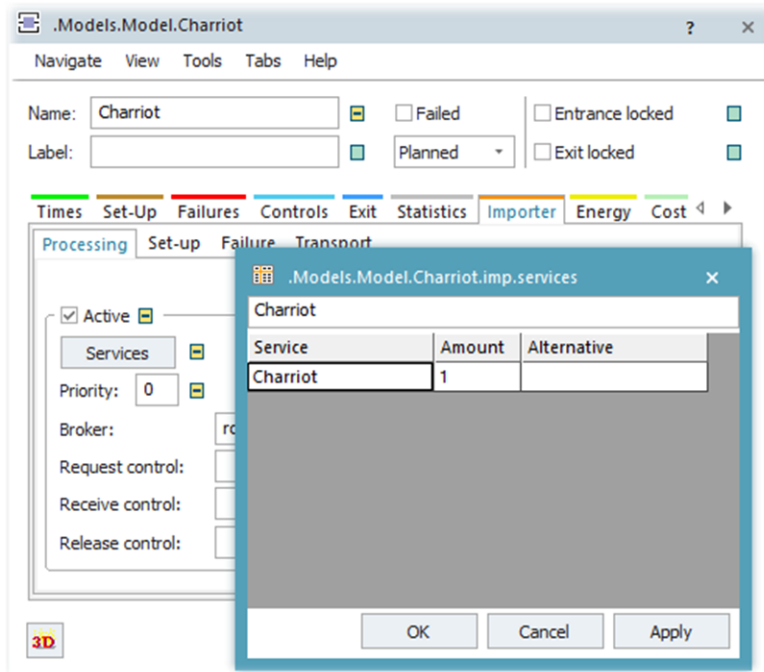 .Models.Model.Charriot ? ×
Navigate View Tools Tabs Help
Name: Charriot Failed Entrance locked
Label: Planned Exit locked
Times Set-Up Failures Controls Exit Statistics Importer Energy Cost
Processing Set-up Failure Transport
Active
Services
Priority: 0
Broker:
Request control:
Receive control:
Release control:
3D
.Models.Model.Charriot.imp.services ×
Charriot
Service Amount Alternative
Charriot 1
OK Cancel Apply